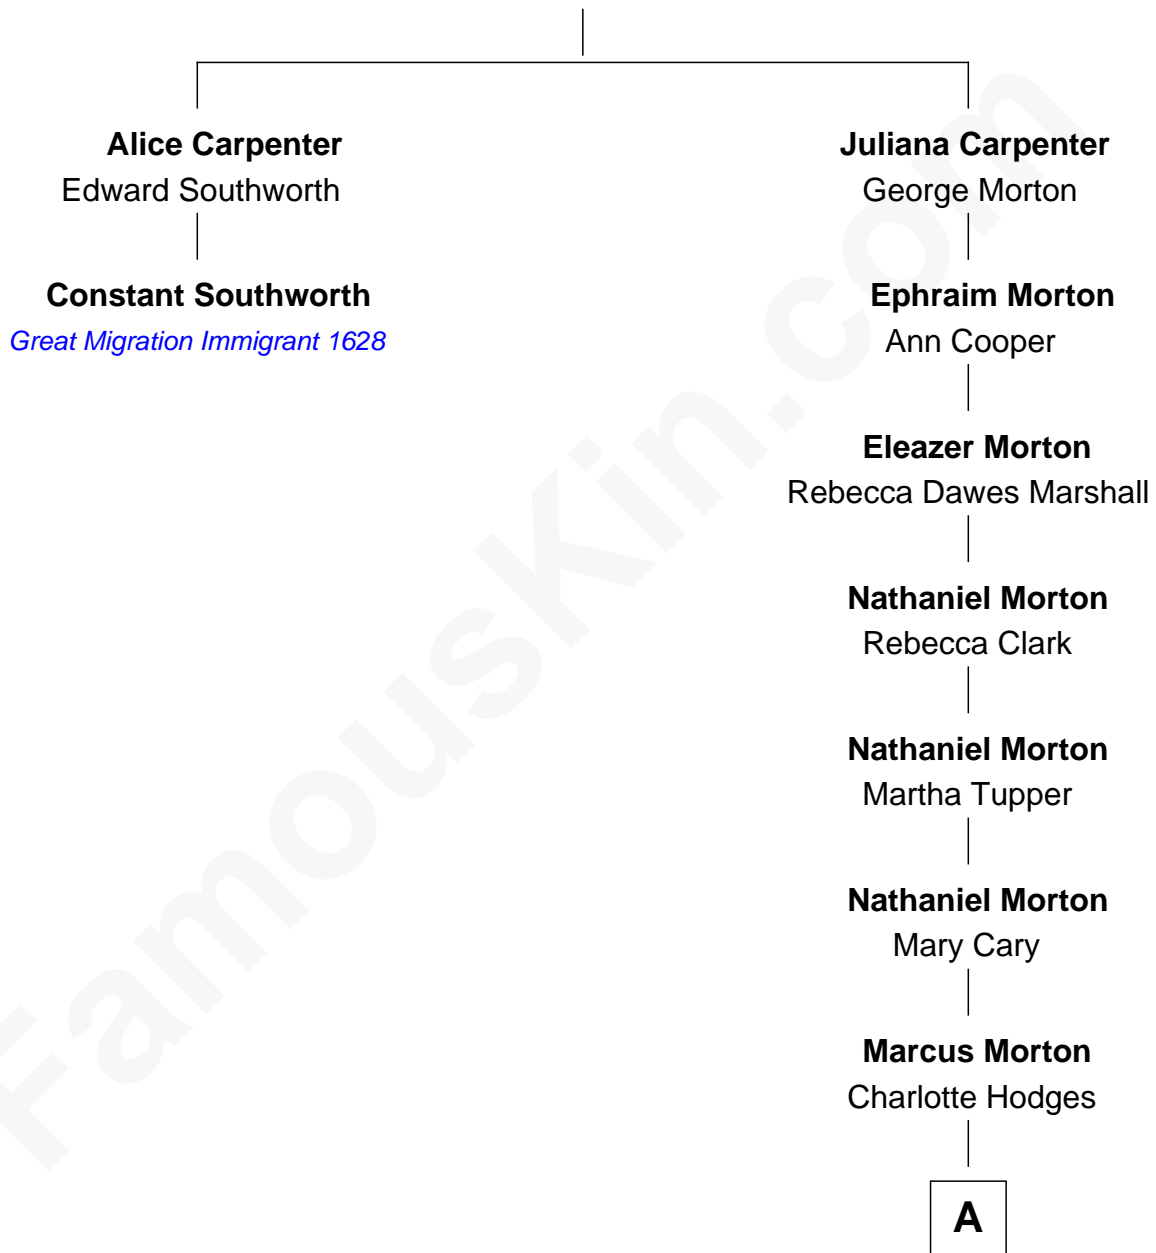 Alice Carpenter
Edward Southworth
Constant Southworth
Great Migration Immigrant 1628
Juliana Carpenter
George Morton
Ephraim Morton
Ann Cooper
Eleazer Morton
Rebecca Dawes Marshall
Nathaniel Morton
Rebecca Clark
Nathaniel Morton
Martha Tupper
Nathaniel Morton
Mary Cary
Marcus Morton
Charlotte Hodges
A
FamousKin.com